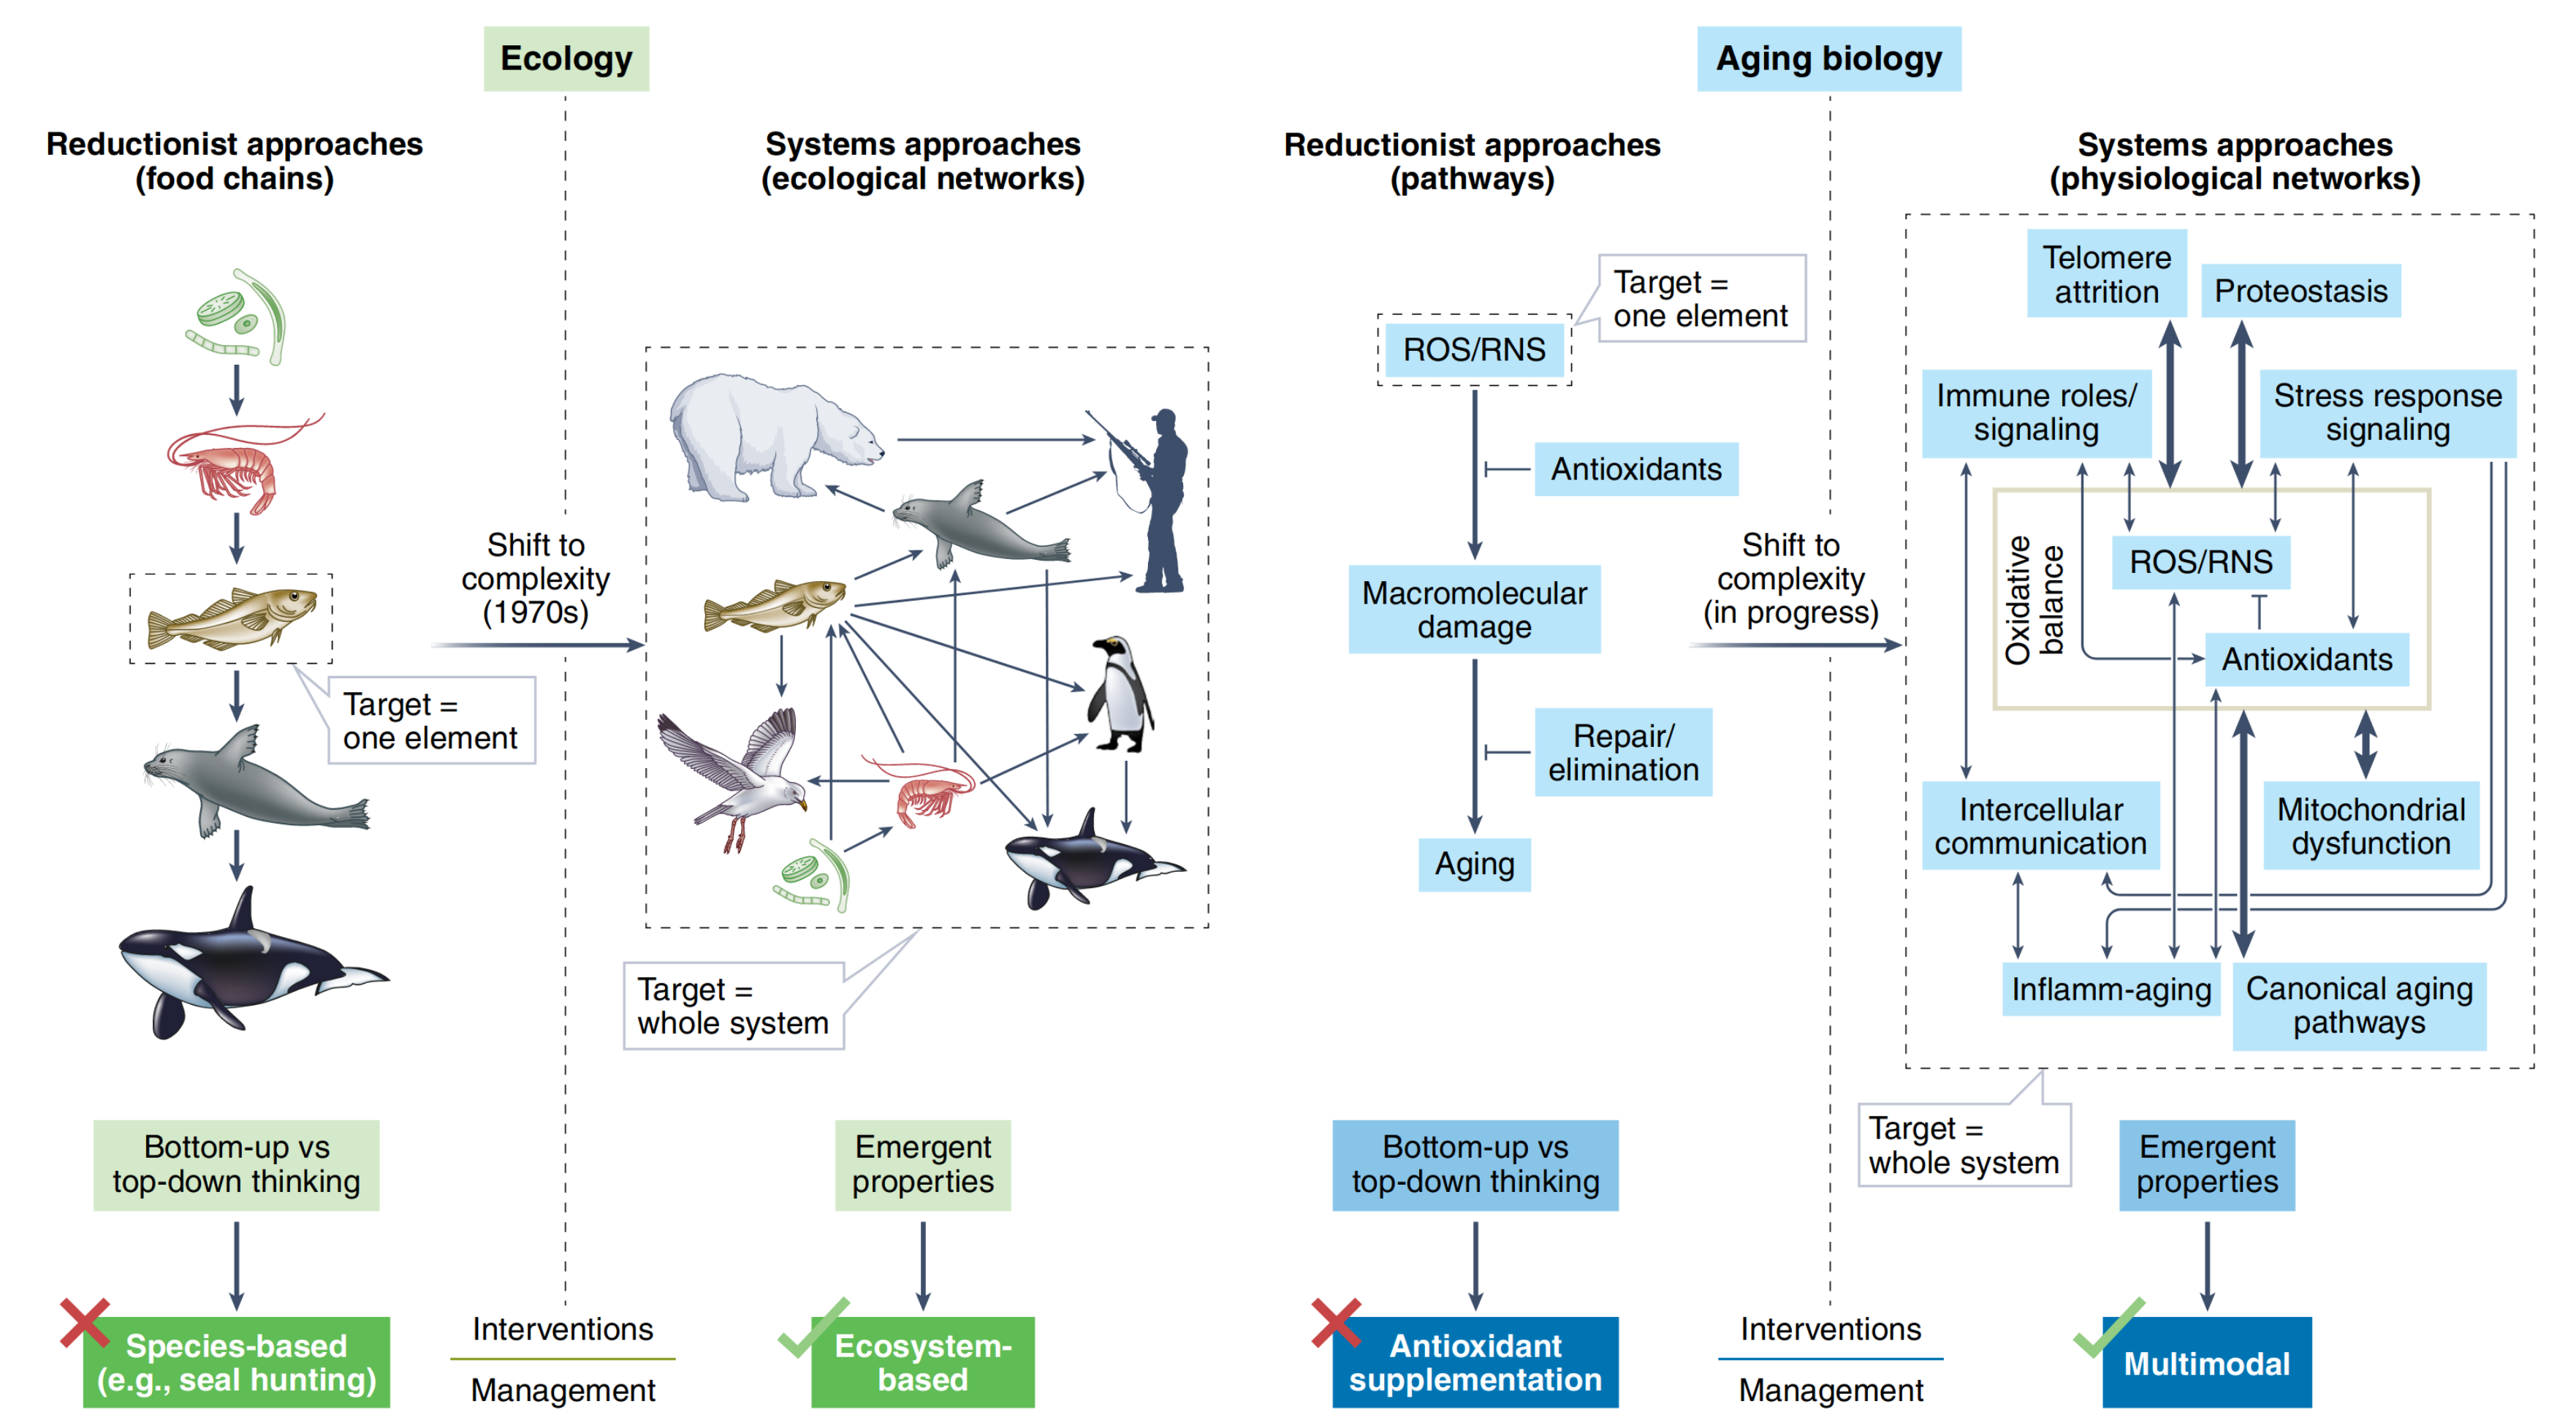 Ecology
Reductionist approaches
(food chains)
Systems approaches
(ecological networks)
Shift to
complexity
(1970s)
Target =
one element
Target =
whole system
Bottom-up vs
top-down thinking
Emergent
properties
Species-based
(e.g., seal hunting)
Interventions
Management
Ecosystem-
based
Aging biology
Reductionist approaches
(pathways)
Systems approaches
(physiological networks)
Target =
one element
ROS/RNS
Antioxidants
Macromolecular
damage
Repair/
elimination
Aging
Shift to
complexity
(in progress)
Telomere
attrition
Proteostasis
Immune roles/
signaling
Stress response
signaling
Oxidative
balance
ROS/RNS
Antioxidants
Intercellular
communication
Mitochondrial
dysfunction
Inflamm-aging
Canonical aging
pathways
Target =
whole system
Bottom-up vs
top-down thinking
Emergent
properties
Antioxidant
supplementation
Interventions
Management
Multimodal